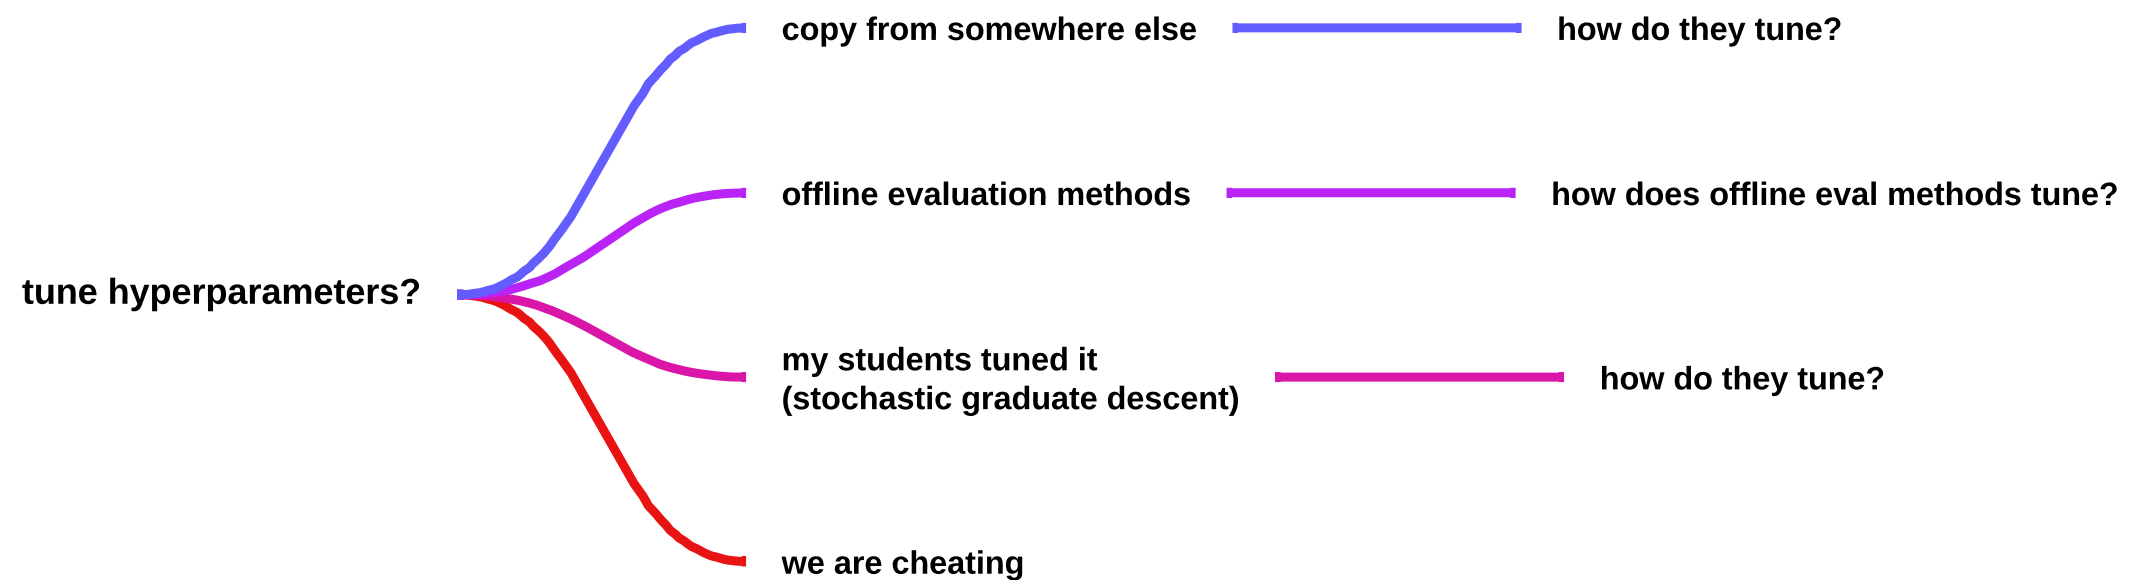 copy from somewhere else
how do they tune?
offline evaluation methods
how does offline eval methods tune?
tune hyperparameters?
my students tuned it
(stochastic graduate descent)
how do they tune?
we are cheating